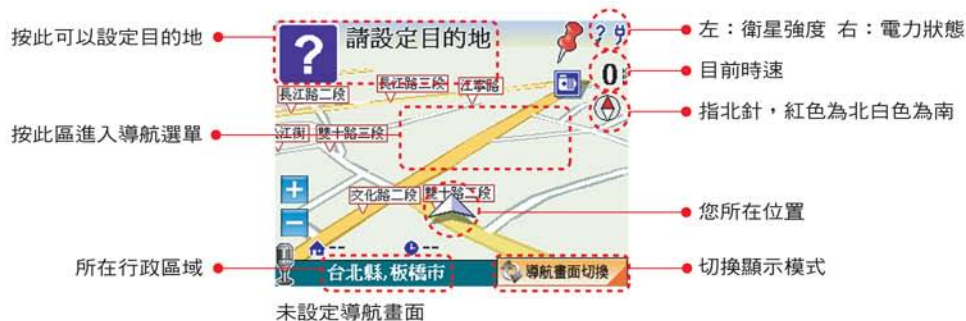 按此可以設定目的地
請設定目的地
?
?
左：衛星強度 右：電力狀態
0
目前時速
長江路二段
長江路三段
江寧路
指北針，紅色為北白色為南
按此區進入導航選單
江街
雙十路三段
文化路二段
雙十路二段
您所在位置
--
--
所在行政區域
台北縣,板橋市
導航畫面切換
切換顯示模式
未設定導航畫面